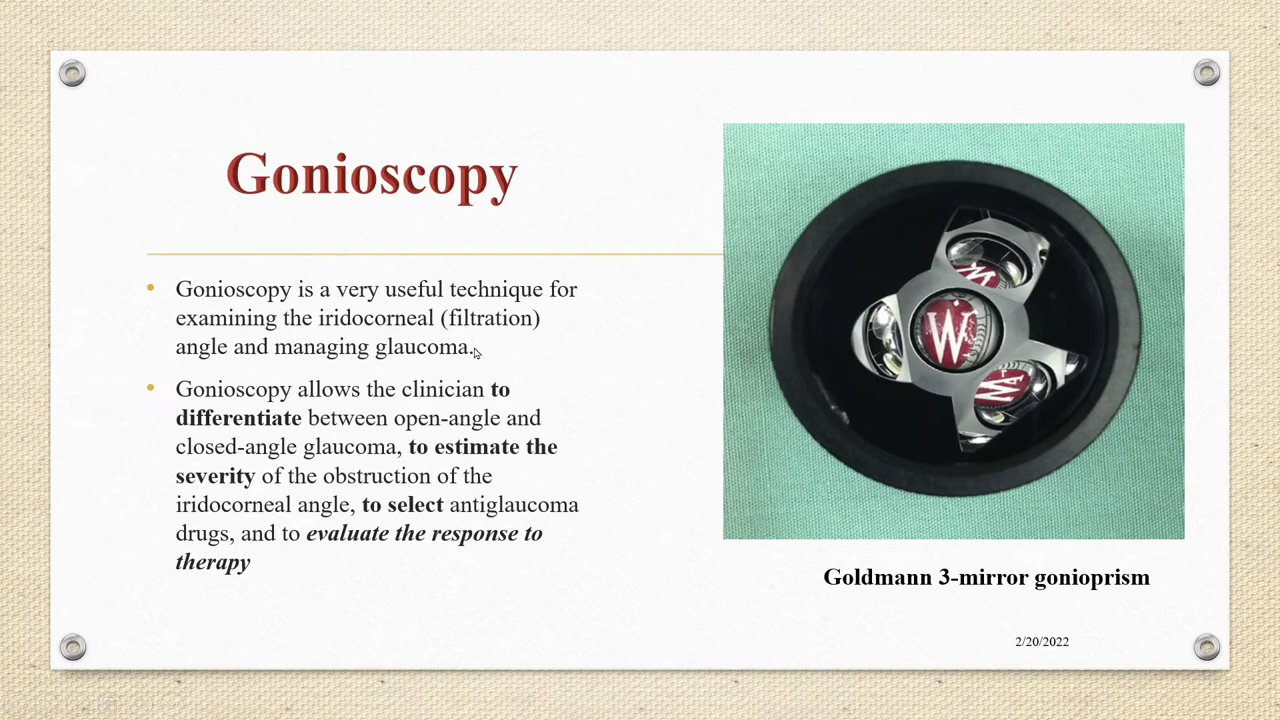 Gonioscopy
• Gonioscopy is a very useful technique for
examining the iridocorneal (filtration)
angle and managing glaucoma.
• Gonioscopy allows the clinician to
differentiate between open-angle and
closed-angle glaucoma, to estimate the
severity of the obstruction of the
iridocorneal angle, to select antiglaucoma
drugs, and to evaluate the response to
therapy
W
W
W
Goldmann 3-mirror gonioprism
2/20/2022